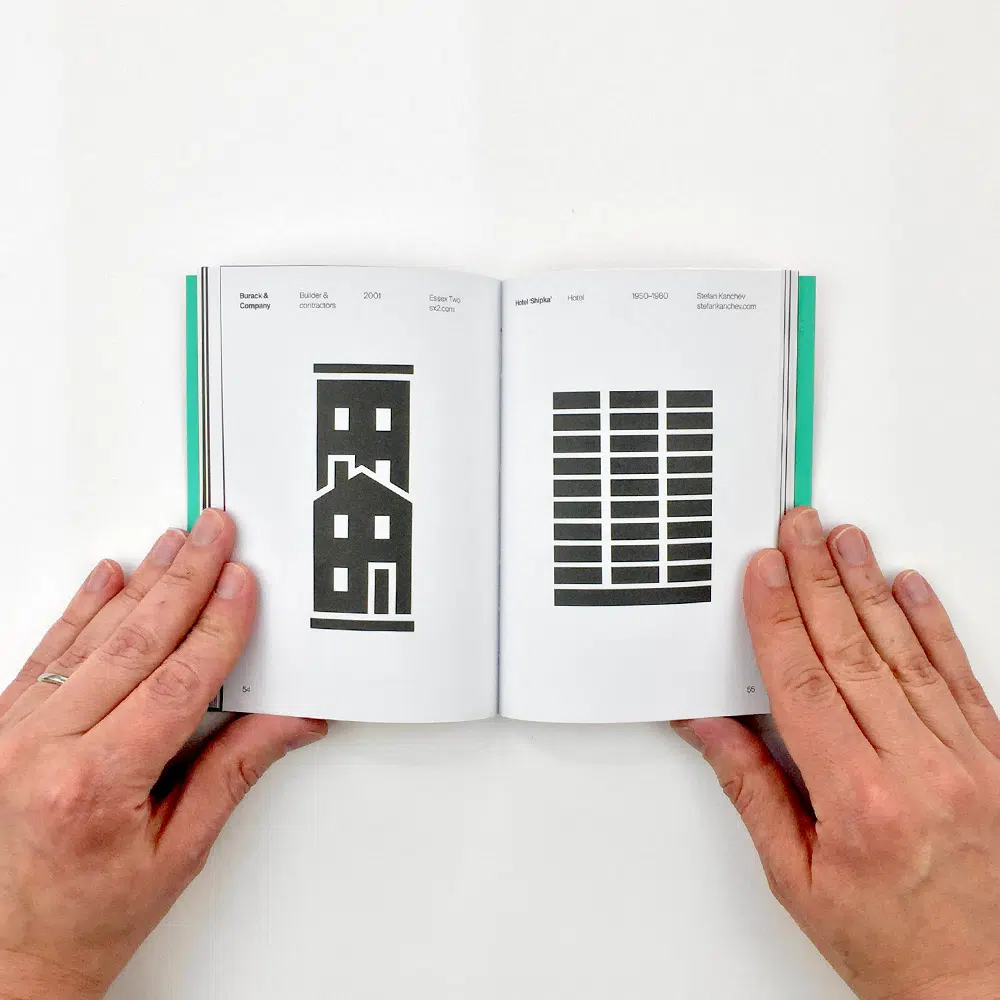 Burack &
Company
Builder &
contractors
2001
Essex Two
sx2.com
Hotel 'Shipka'
Hotel
1950–1980
Stefan Kanchev
stefankanchev.com
54
55